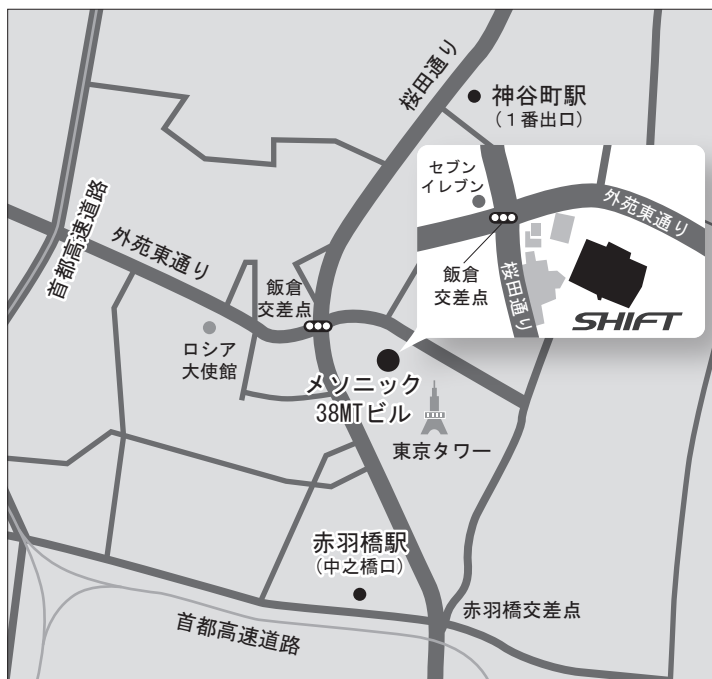 桜田通り
神谷町駅
(1番出口)
首都高速道路
外苑東通り
飯倉
交差点
ロシア
大使館
セブン
イレブン
外苑東通り
飯倉
交差点
桜田通り
SHIFT
メソニック
38MTビル
東京タワー
赤羽橋駅
(中之橋口)
赤羽橋交差点
首都高速道路